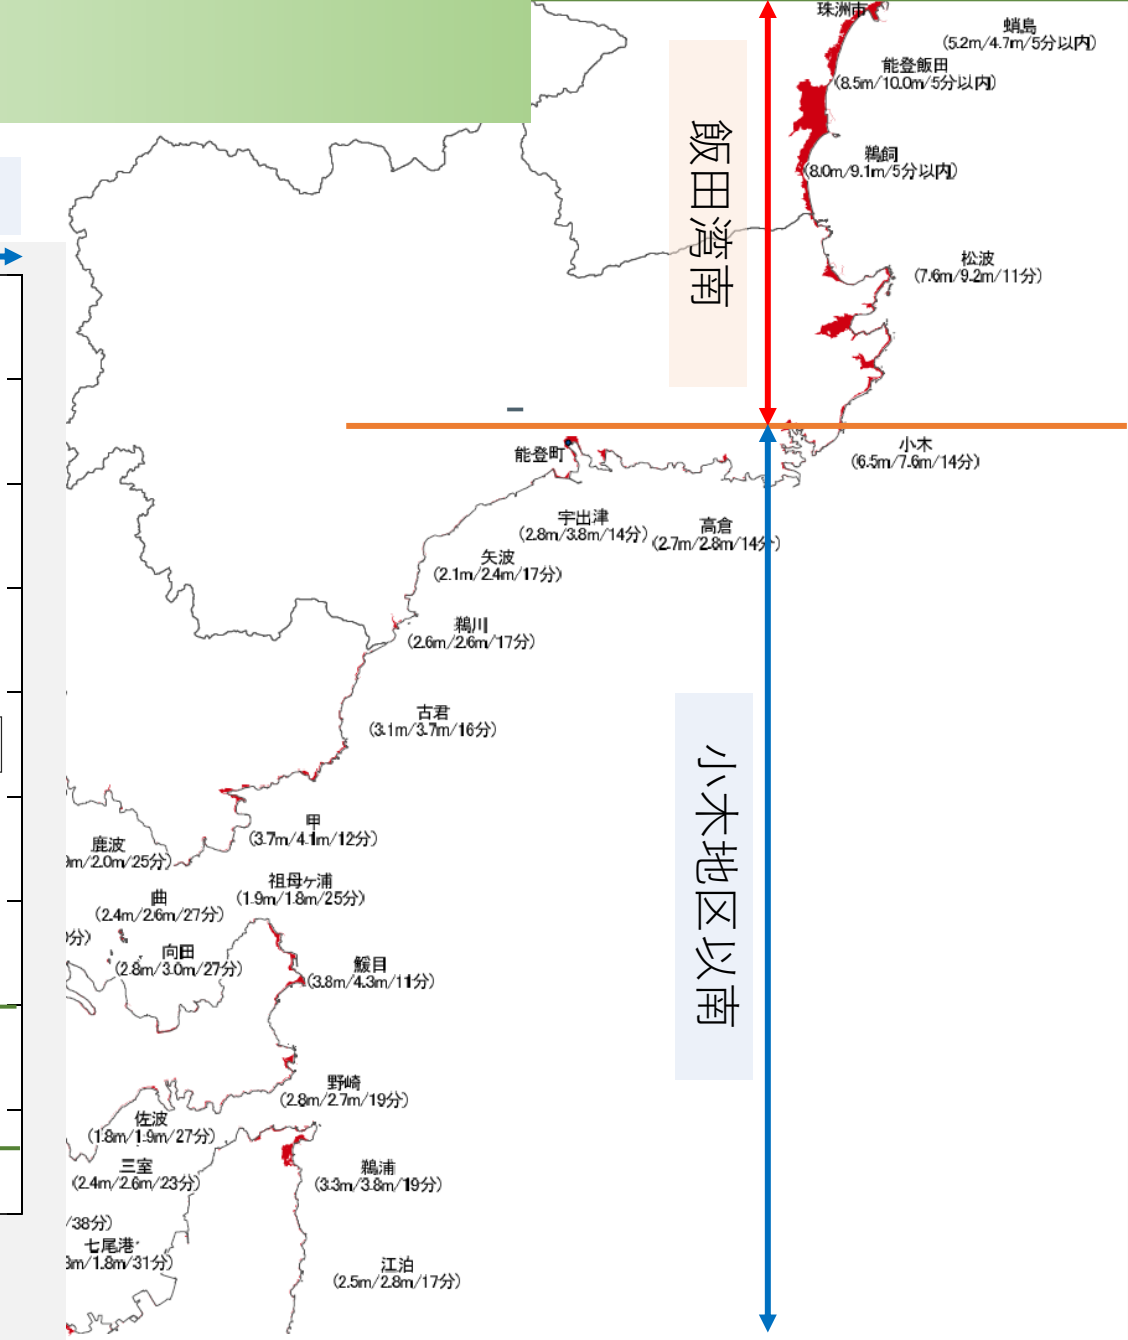 珠洲市
蛸島
(5.2m/4.7m/5分以内)
能登飯田
(8.5m/10.0m/5分以内)
鵜飼
(8.0m/9.1m/5分以内)
飯田湾南
松波
(7.6m/9.2m/11分)
小木
(6.5m/7.6m/14分)
能登町
宇出津
(2.8m/3.8m/14分)
高倉
(2.7m/2.8m/14分)
矢波
(2.1m/2.4m/17分)
鵜川
(2.6m/2.6m/17分)
古君
(3.1m/3.7m/16分)
小木地区以南
甲
(3.7m/4.1m/12分)
鹿波
m/2.0m/25分)
祖母ヶ浦
(1.9m/1.8m/25分)
曲
(2.4m/2.6m/27分)
分)
向田
(2.8m/3.0m/27分)
鰀目
(3.8m/4.3m/11分)
野崎
(2.8m/2.7m/19分)
佐波
(1.8m/1.9m/27分)
三室
(2.4m/2.6m/23分)
鵜浦
(3.3m/3.8m/19分)
/38分)
七尾港
m/1.8m/31分)
江泊
(2.5m/2.8m/17分)